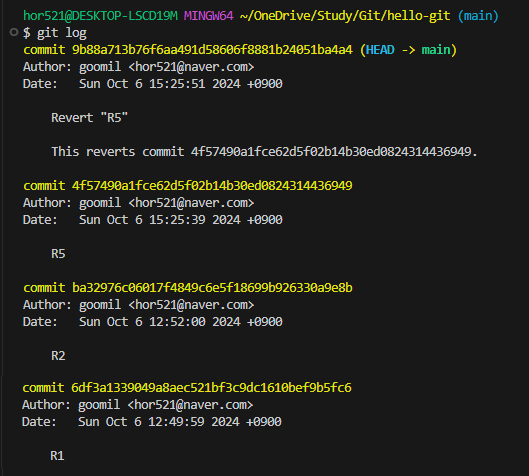 hor521@DESKTOP-LSCD19M MINGW64 ~/OneDrive/Study/Git/hello-git (main)
$ git log
commit 9b88a713b76ff6aa491d58606f8881b24051ba4a4 (HEAD -> main)
Author: goomil <hor521@naver.com>
Date:   Sun Oct 6 15:25:51 2024 +0900

    Revert "R5"

    This reverts commit 4f57490a1fce62d5f02b14b30ed0824314436949.

commit 4f57490a1fce62d5f02b14b30ed0824314436949
Author: goomil <hor521@naver.com>
Date:   Sun Oct 6 15:25:39 2024 +0900

    R5

commit ba32976c06017f4849c6e5f18699b926330a9e8b
Author: goomil <hor521@naver.com>
Date:   Sun Oct 6 12:52:00 2024 +0900

    R2

commit 6df3a1339049a8aec521bf3c9dc1610bef9b5fc6
Author: goomil <hor521@naver.com>
Date:   Sun Oct 6 12:49:59 2024 +0900

    R1